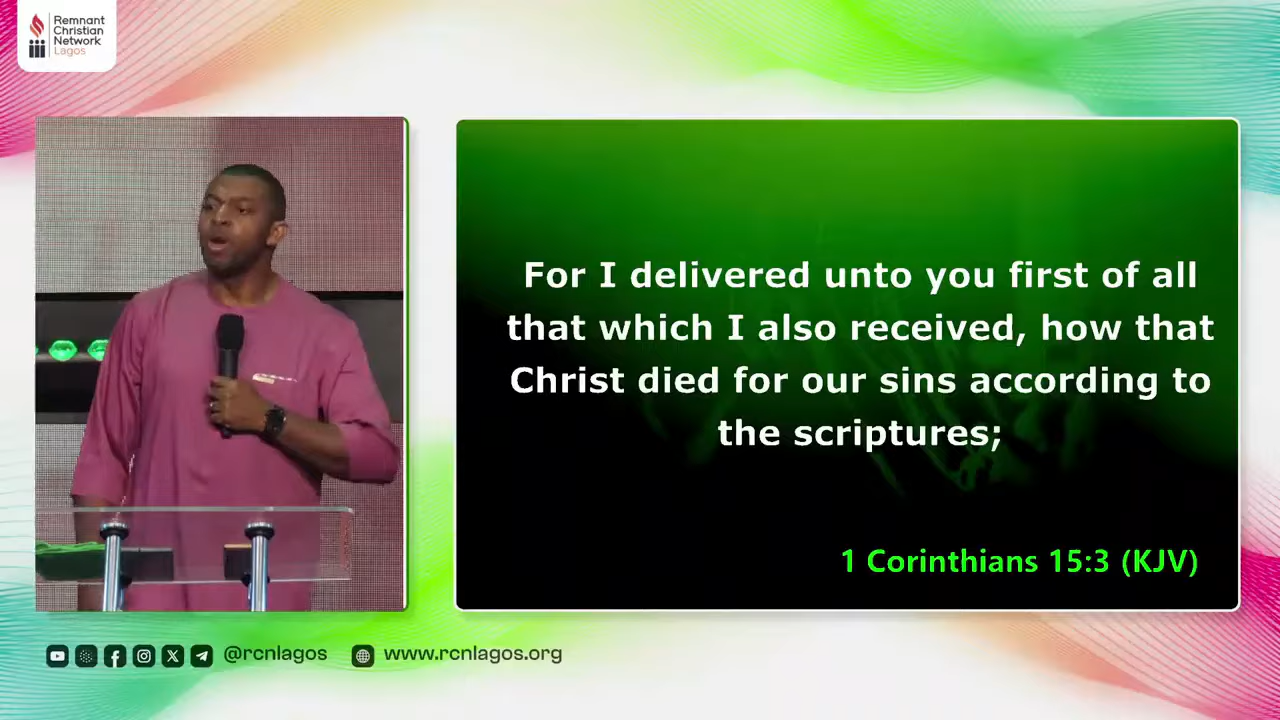 Remnant
Christian
Network
Lagos
For I delivered unto you first of all
that which I also received, how that
Christ died for our sins according to
the scriptures;
1 Corinthians 15:3 (KJV)
@rcnlagos
www.rcnlagos.org